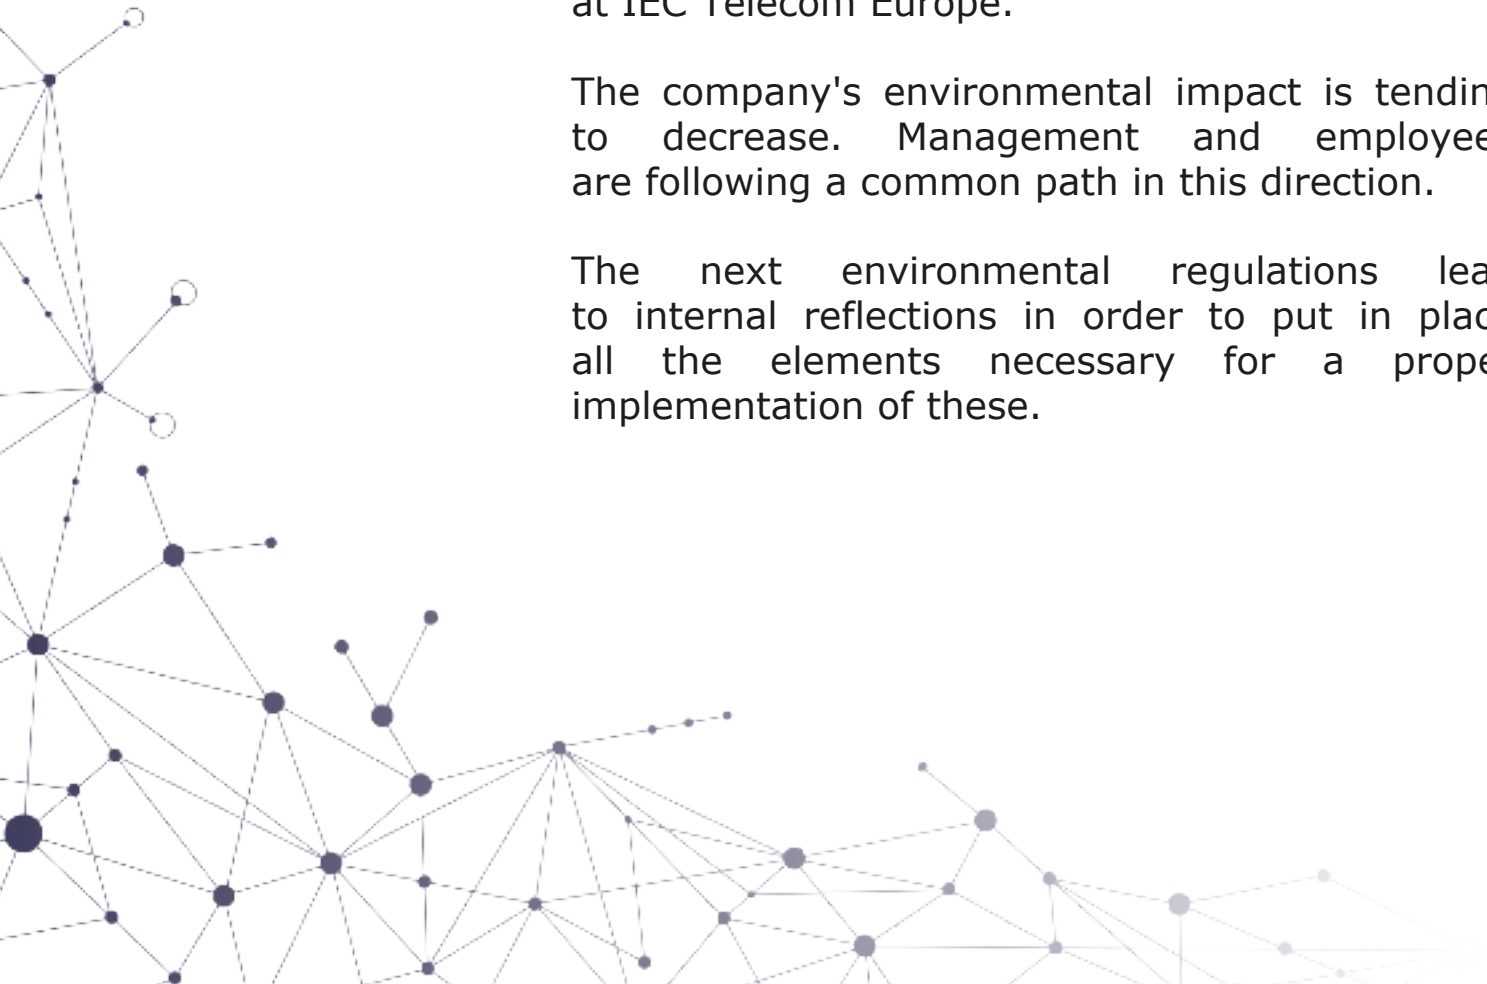 at IEC Telecom Europe.
The company's environmental impact is tendin
to decrease. Management and employee
are following a common path in this direction.
The next environmental regulations lea
to internal reflections in order to put in plac
all the elements necessary for a prope
implementation of these.